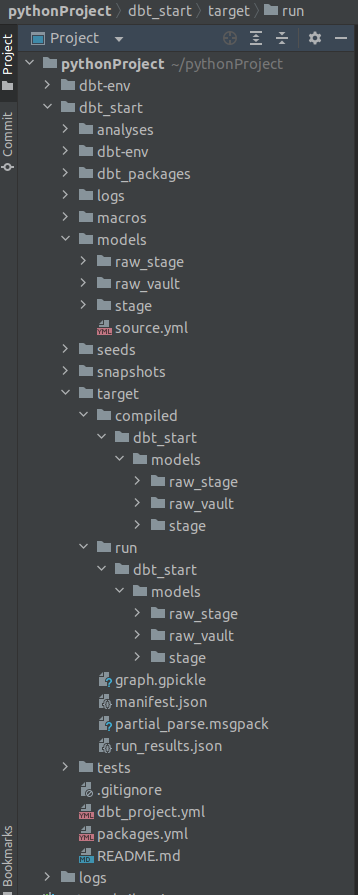 pythonProject dbt_start target run
Project
Project
Commit
Bookmarks
pythonProject ~/pythonProject
dbt-env
dbt_start
analyses
dbt-env
dbt_packages
logs
macros
models
raw_stage
raw_vault
stage
source.yml
seeds
snapshots
target
compiled
dbt_start
models
raw_stage
raw_vault
stage
run
dbt_start
models
raw_stage
raw_vault
stage
graph.gpickle
manifest.json
partial_parse.msgpack
run_results.json
tests
.gitignore
dbt_project.yml
packages.yml
README.md
logs